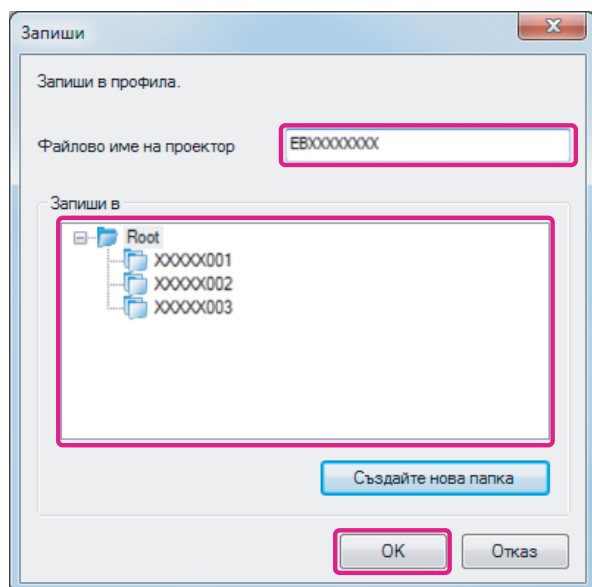 Запиши
Запиши в профила.
Файлово име на проектор
EBXXXXXXXX
Запиши в
Root
XXXXX001
XXXXX002
XXXXX003
Създайте нова папка
OK
Отказ